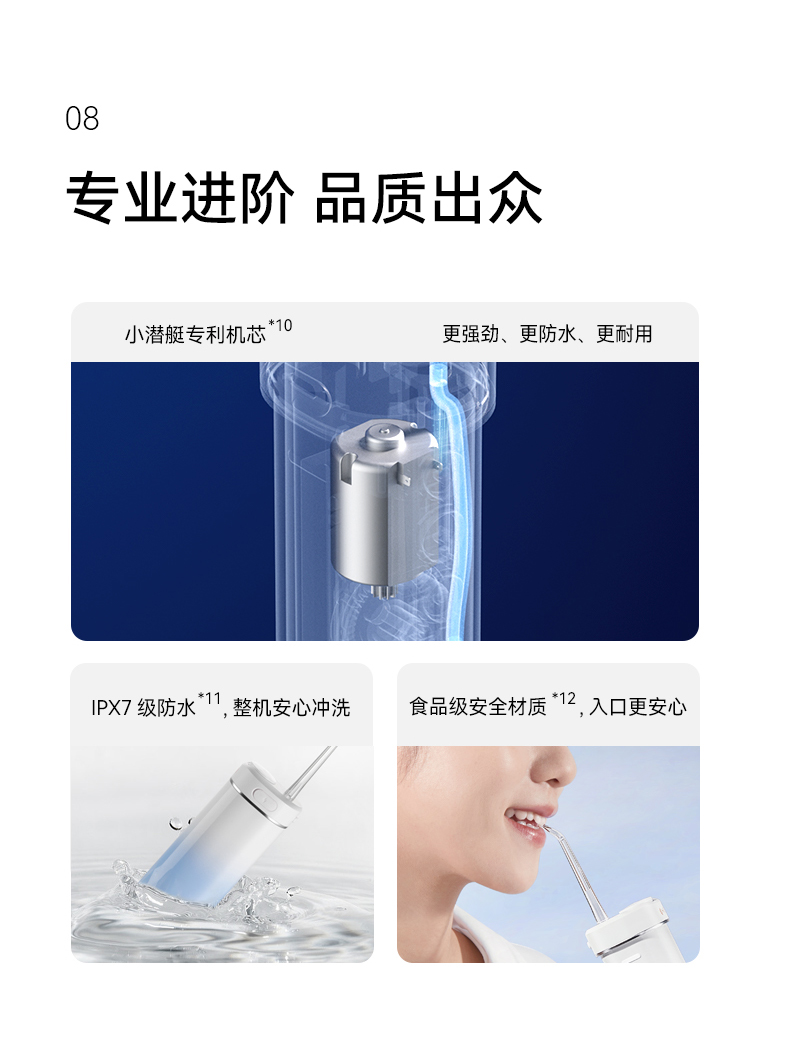 08
专业进阶 品质出众
小潜艇专利机芯*10
更强劲、更防水、更耐用
IPX7 级防水*11, 整机安心冲洗
食品级安全材质*12, 入口更安心